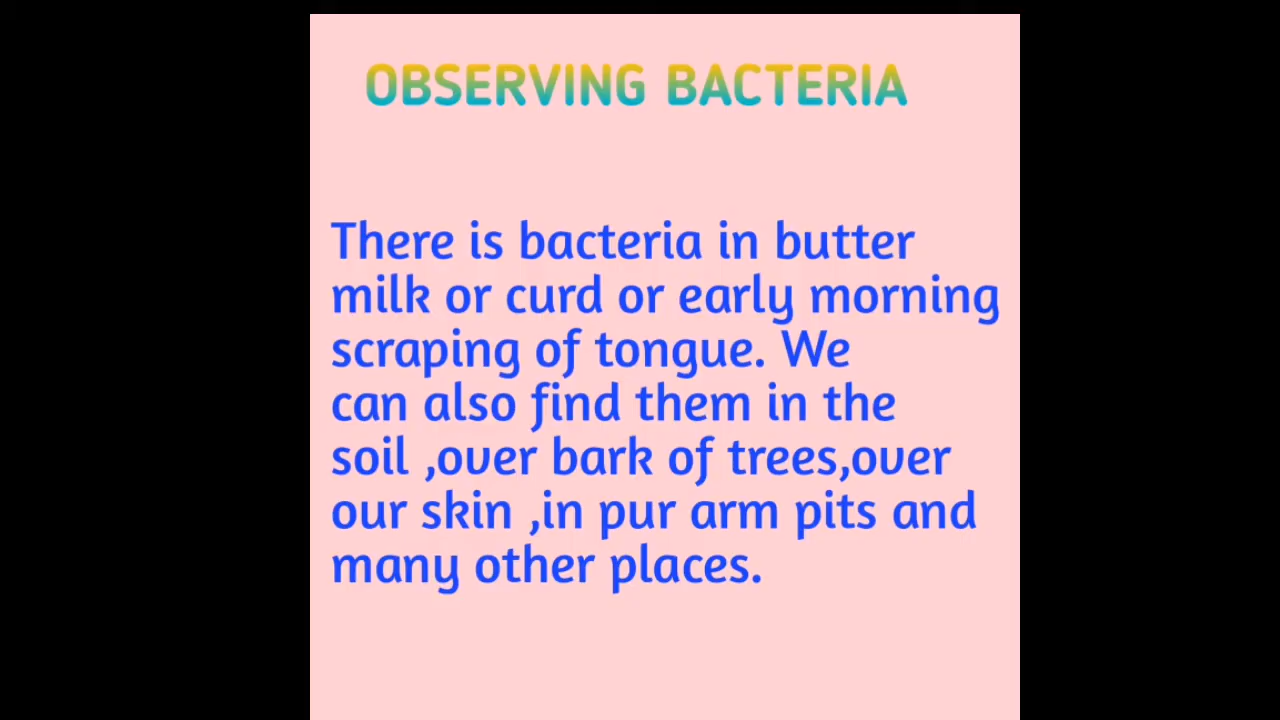 OBSERVING BACTERIA
There is bacteria in butter
milk or curd or early morning
scraping of tongue. We
can also find them in the
soil ,over bark of trees,over
our skin ,in pur arm pits and
many other places.